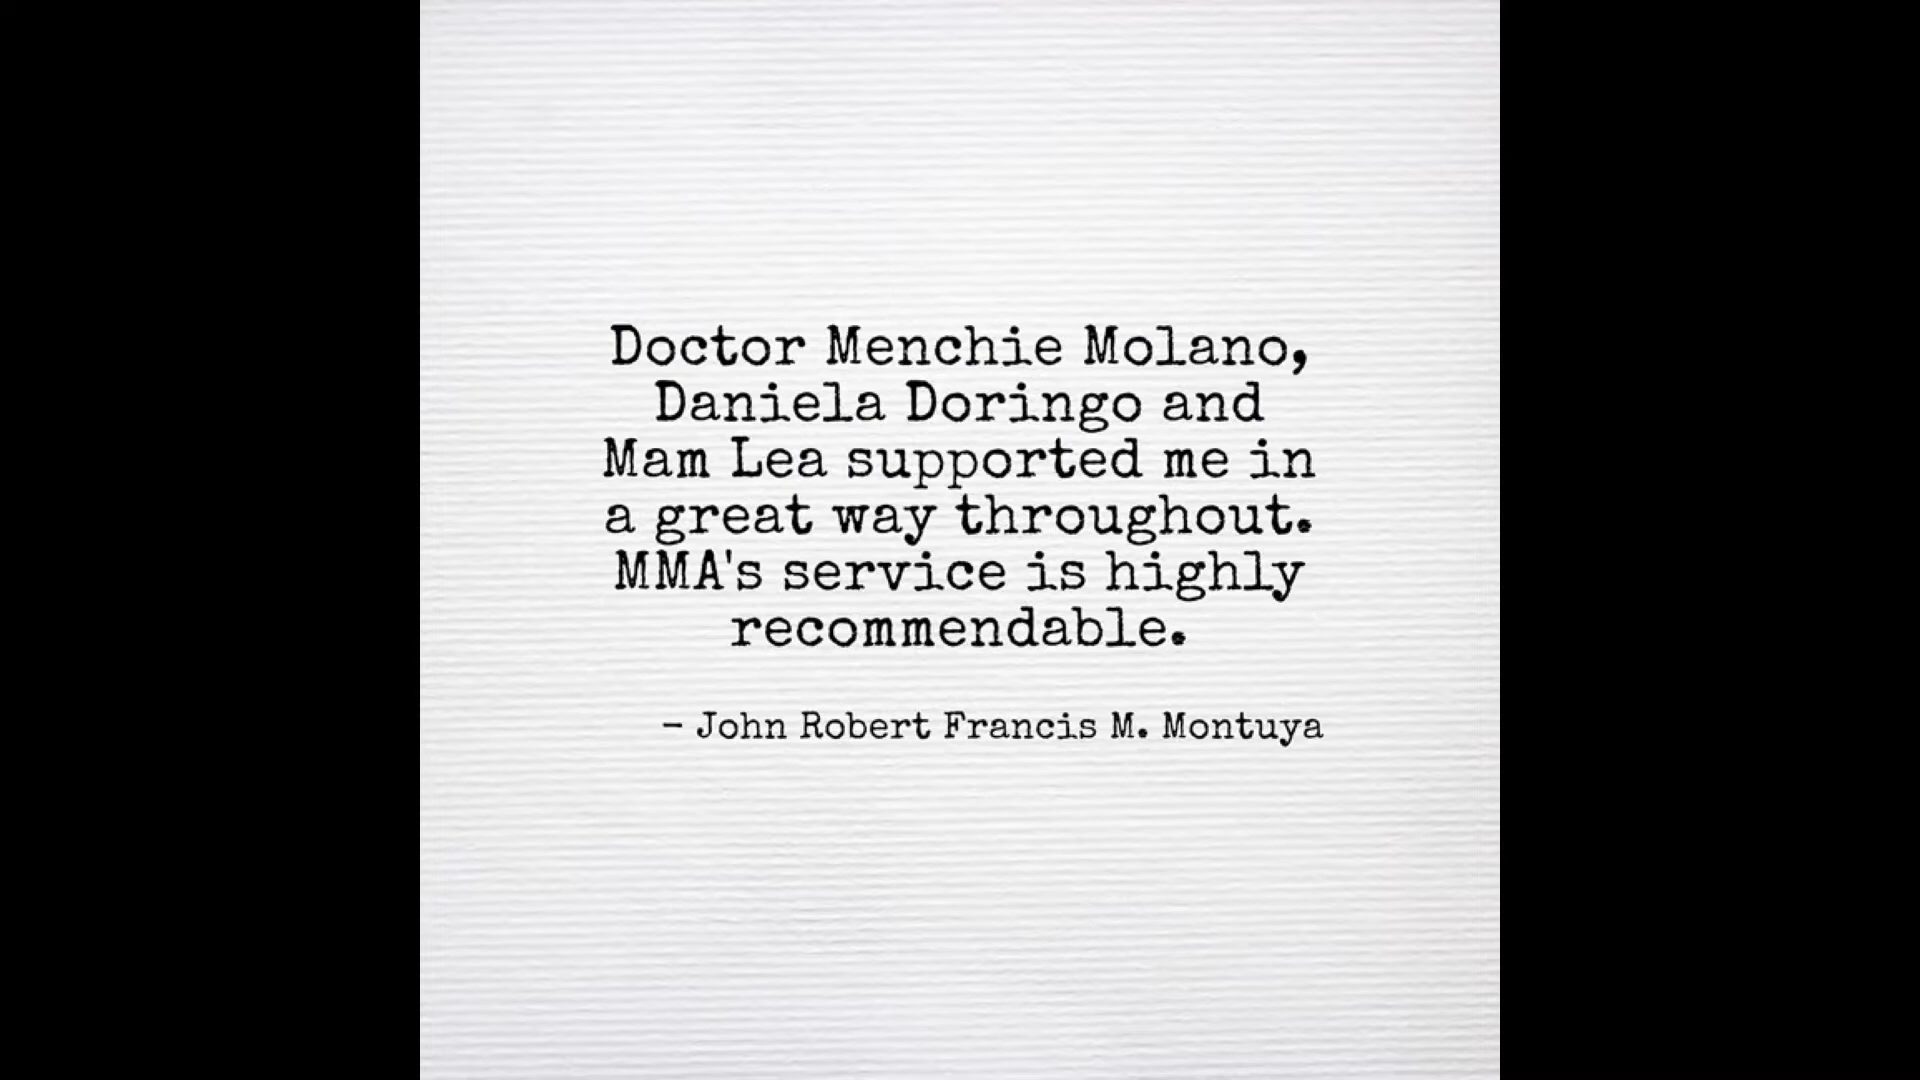 Doctor Menchie Molano,
Daniela Doringo and
Mam Lea supported me in
a great way throughout.
MMA's service is highly
recommendable.
- John Robert Francis M. Montuya